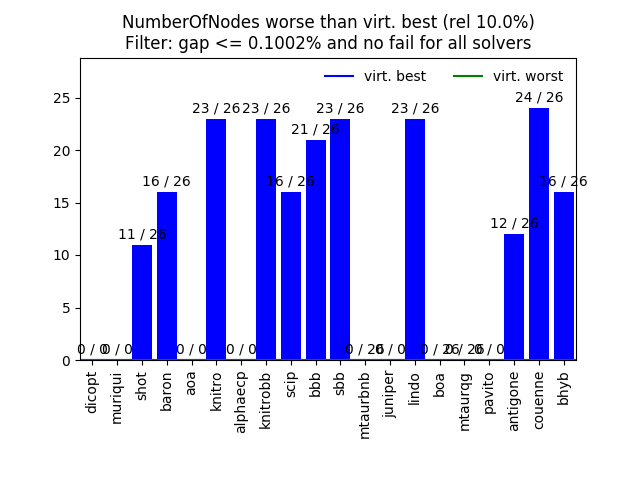 NumberOfNodes worse than virt. best (rel 10.0%)
Filter: gap <= 0.1002% and no fail for all solvers
virt. best
virt. worst
25
20
15
10
5
0
0 / 0
0 / 0
11 / 26
16 / 26
0 / 0
23 / 26
0 / 0
23 / 26
16 / 26
21 / 26
23 / 26
0 / 26
0 / 0
23 / 26
0 / 26
0 / 26
0 / 0
12 / 26
24 / 26
16 / 26
dicopt
muriqui
shot
baron
aoa
knitro
alphaecp
knitrobb
scip
bbb
sbb
mtaurbnb
juniper
lindo
boa
mtaurqg
pavito
antigone
couenne
bhyb